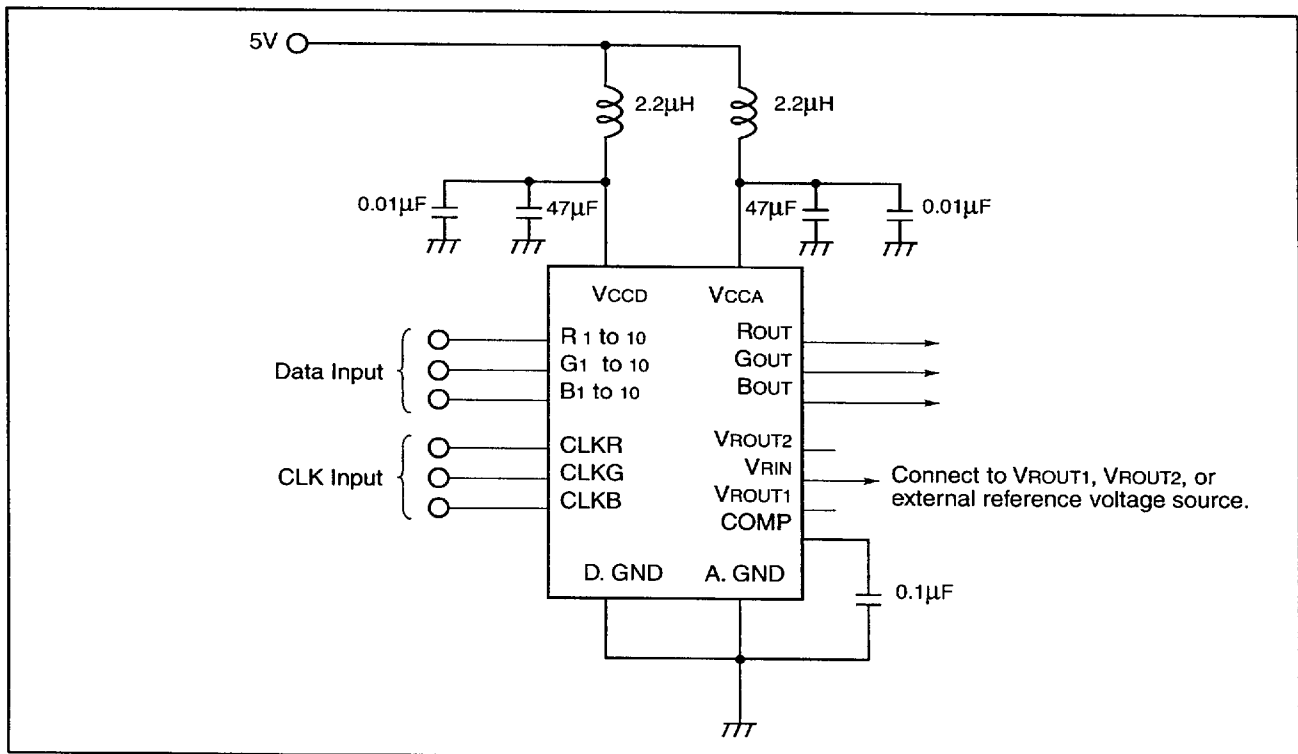 5V
2.2µH
2.2µH
0.01µF
47µF
47µF
0.01µF
VCCD
VCCA
Data Input
R 1 to 10
G1 to 10
B1 to 10
ROUT
GOUT
BOUT
CLK Input
CLKR
CLKG
CLKB
VROUT2
VRIN
VROUT1
COMP
Connect to VROUT1, VROUT2, or
external reference voltage source.
D. GND
A. GND
0.1µF